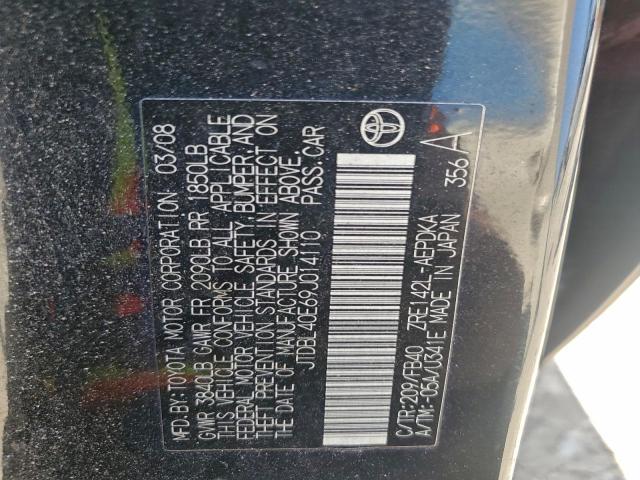 MFD.BY: TOYOTA MOTOR CORPORATION 03/08
GVWR 3840LB GAWR FR 2090LB RR 1850LB
THIS VEHICLE CONFORMS TO ALL APPLICABLE
FEDERAL MOTOR VEHICLE SAFETY, BUMPER, AND
THEFT PREVENTION STANDARDS IN EFFECT ON
THE DATE OF MANUFACTURE SHOWN ABOVE.
JTDBL40E69J014110 PASS. CAR
C/TR: 209/FB40 ZRE142L-AEPDKA
A/TM: -05A/U341E MADE IN JAPAN 356 A